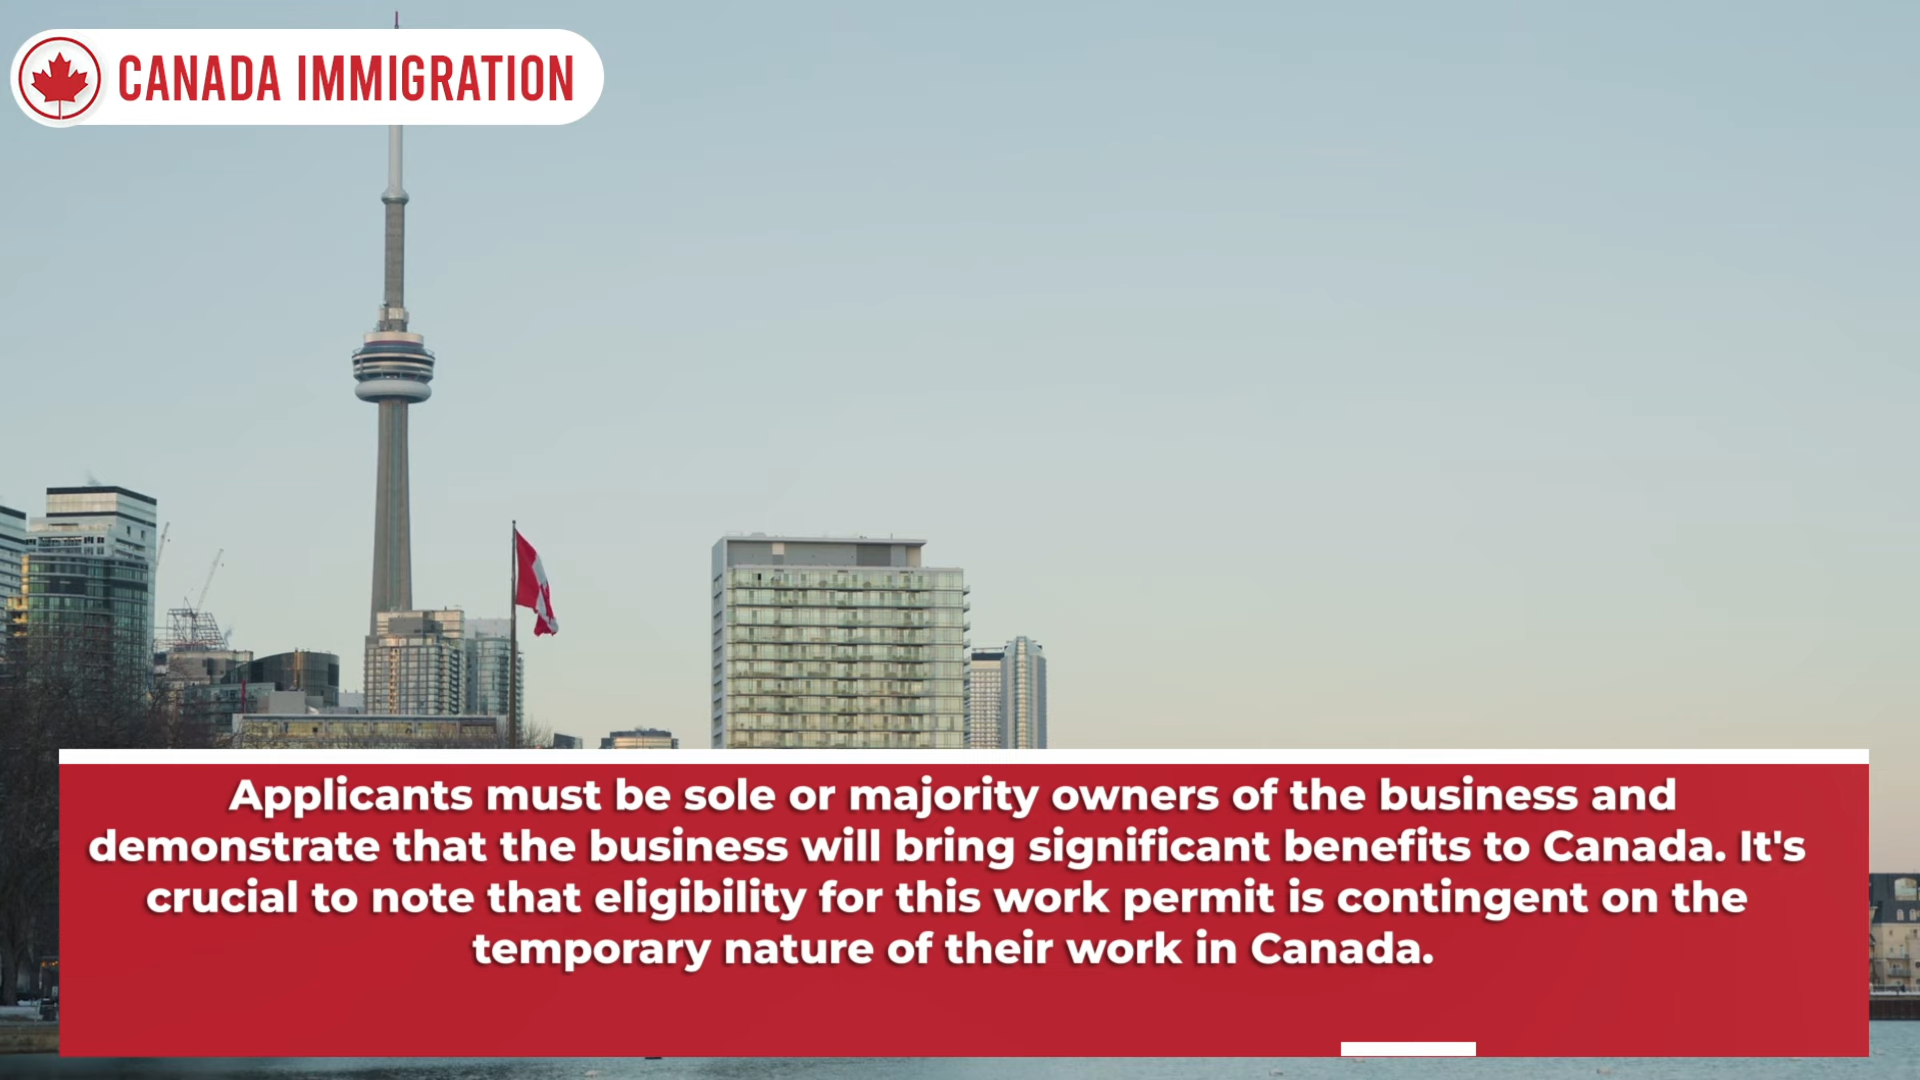 CANADA IMMIGRATION
Applicants must be sole or majority owners of the business and
demonstrate that the business will bring significant benefits to Canada. It's
crucial to note that eligibility for this work permit is contingent on the
temporary nature of their work in Canada.